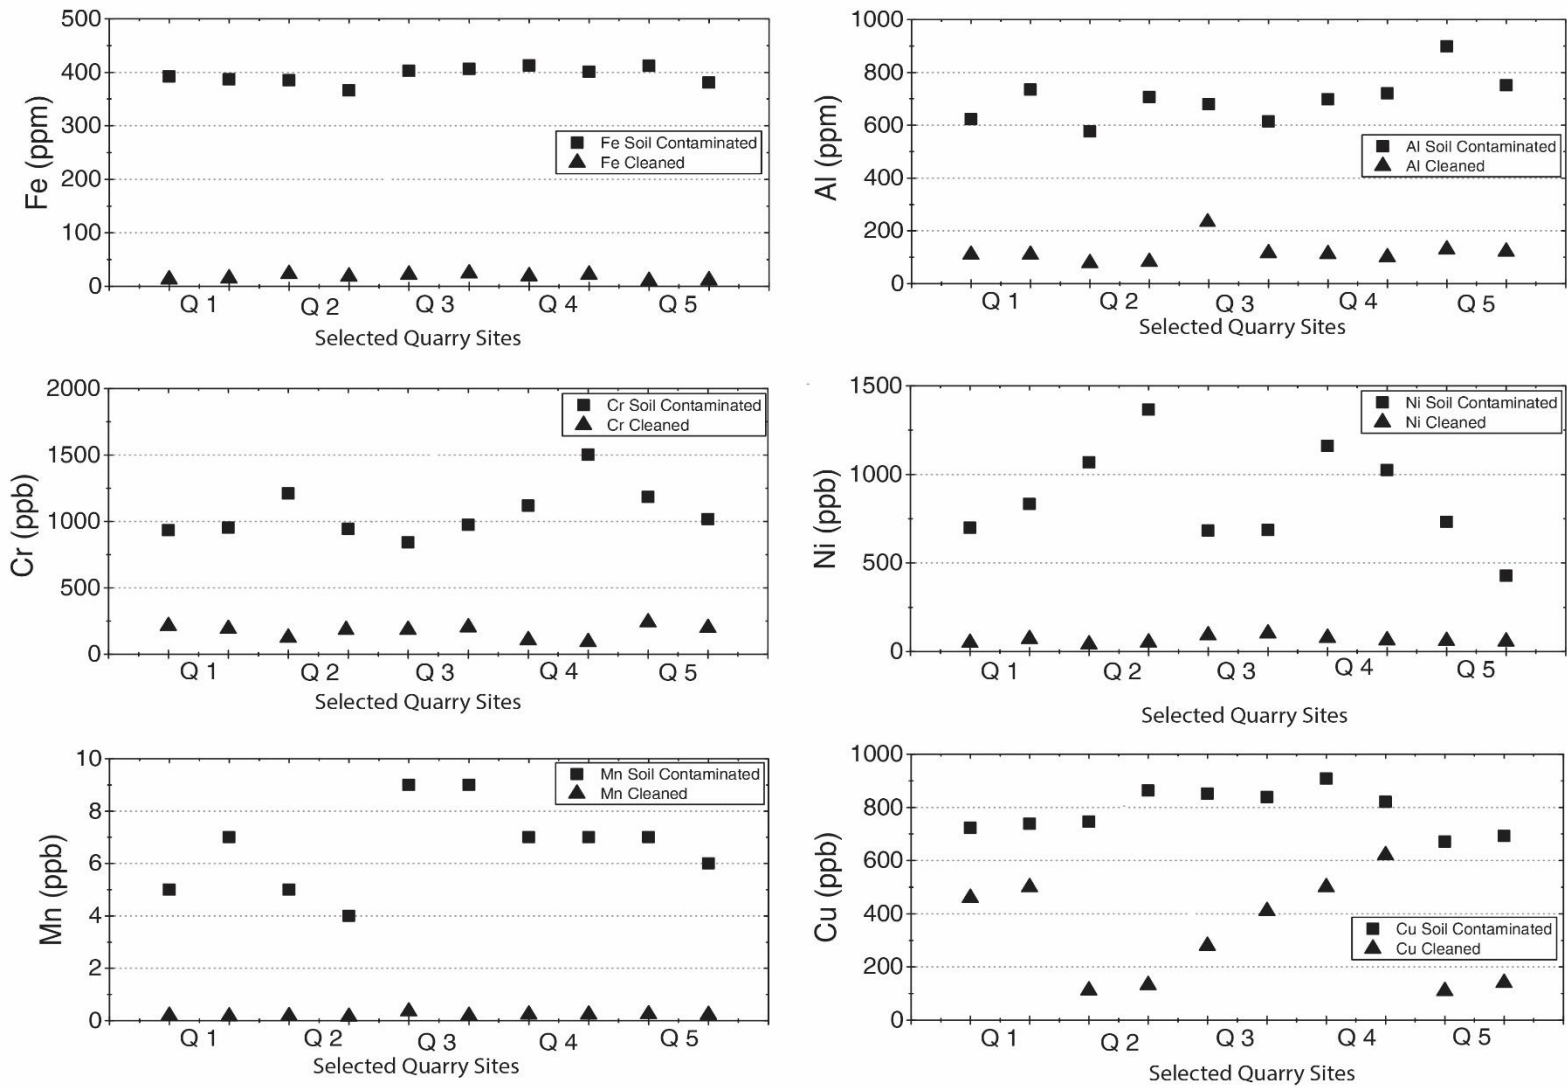 500
400
300
200
100
0
Fe (ppm)
Fe Soil Contaminated
Fe Cleaned
Q 1 Q 2 Q 3 Q 4 Q 5
Selected Quarry Sites
1000
800
600
400
200
0
Al (ppm)
Al Soil Contaminated
Al Cleaned
Q 1 Q 2 Q 3 Q 4 Q 5
Selected Quarry Sites
2000
1500
1000
500
0
Cr (ppb)
Cr Soil Contaminated
Cr Cleaned
Q 1 Q 2 Q 3 Q 4 Q 5
Selected Quarry Sites
1500
1000
500
0
Ni (ppb)
Ni Soil Contaminated
Ni Cleaned
Q 1 Q 2 Q 3 Q 4 Q 5
Selected Quarry Sites
10
8
6
4
2
0
Mn (ppb)
Mn Soil Contaminated
Mn Cleaned
Q 1 Q 2 Q 3 Q 4 Q 5
Selected Quarry Sites
1000
800
600
400
200
0
Cu (ppb)
Cu Soil Contaminated
Cu Cleaned
Q 1 Q 2 Q 3 Q 4 Q 5
Selected Quarry Sites